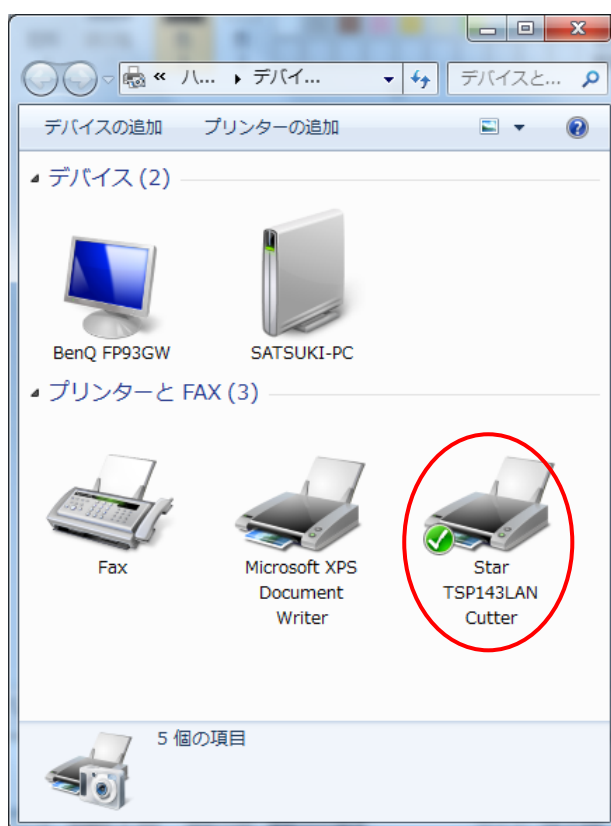 « ハ... ▸ デバイ...
デバイスと...
デバイスの追加 プリンターの追加
デバイス (2)
BenQ FP93GW
SATSUKI-PC
プリンターと FAX (3)
Fax
Microsoft XPS
Document
Writer
Star
TSP143LAN
Cutter
5 個の項目